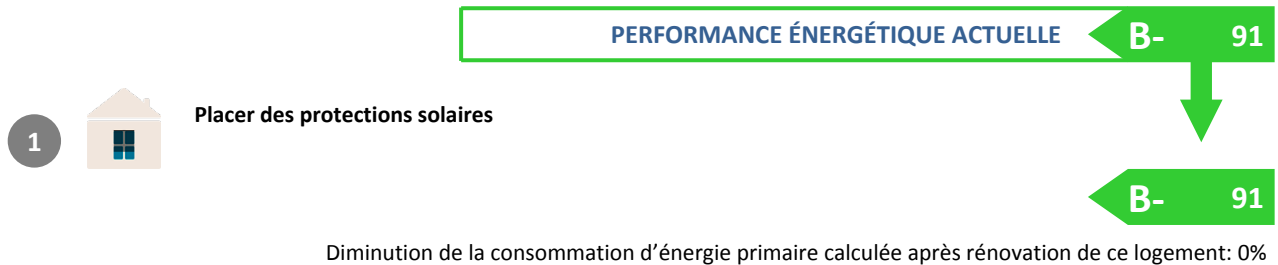 PERFORMANCE ÉNERGÉTIQUE ACTUELLE B- 91
1 Placer des protections solaires
B- 91
Diminution de la consommation d’énergie primaire calculée après rénovation de ce logement: 0%